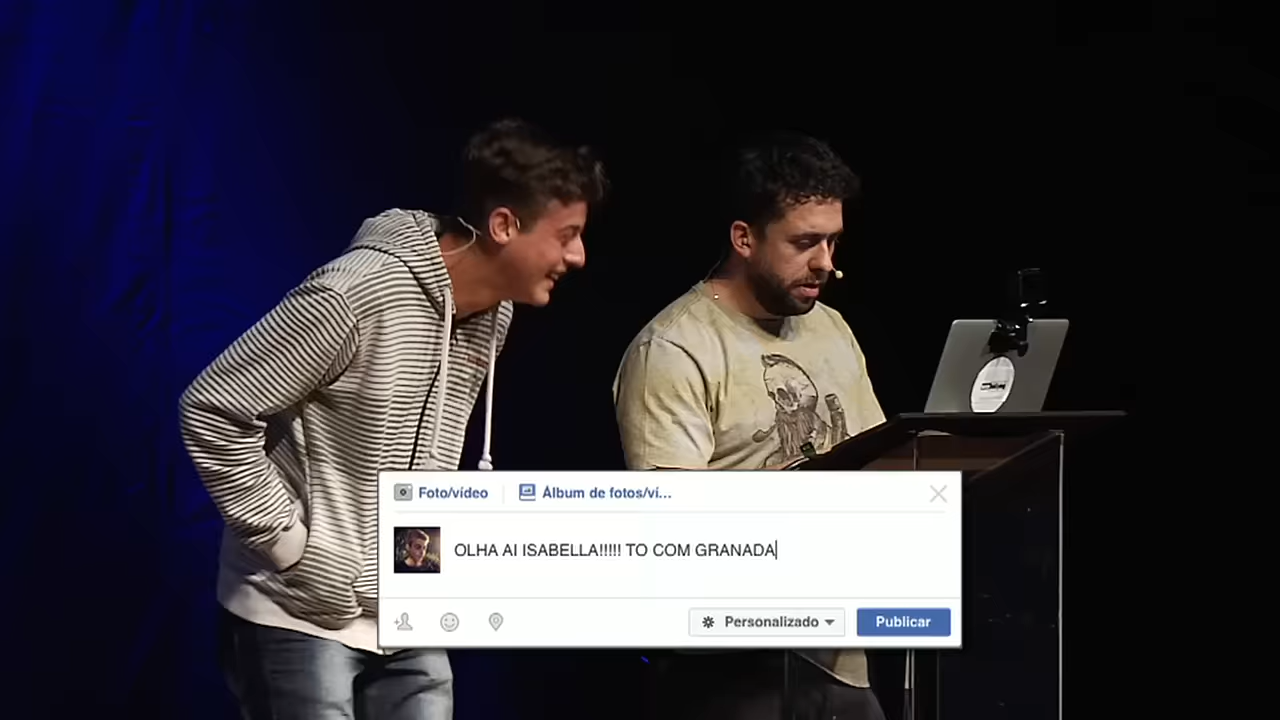 Foto/vídeo
Álbum de fotos/ví...
OLHA AI ISABELLA!!!!! TO COM GRANADA
Personalizado
Publicar